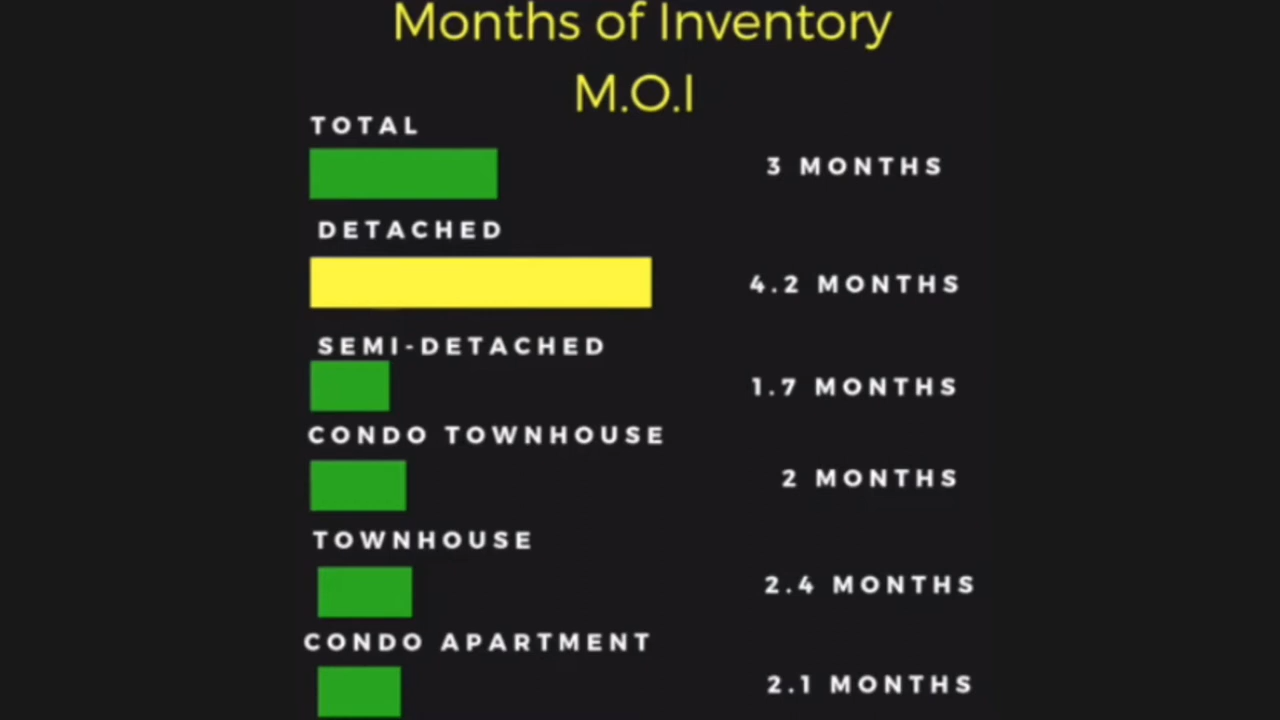 Months of Inventory
M.O.I
TOTAL
3 MONTHS
DETACHED
4.2 MONTHS
SEMI-DETACHED
1.7 MONTHS
CONDO TOWNHOUSE
2 MONTHS
TOWNHOUSE
2.4 MONTHS
CONDO APARTMENT
2.1 MONTHS